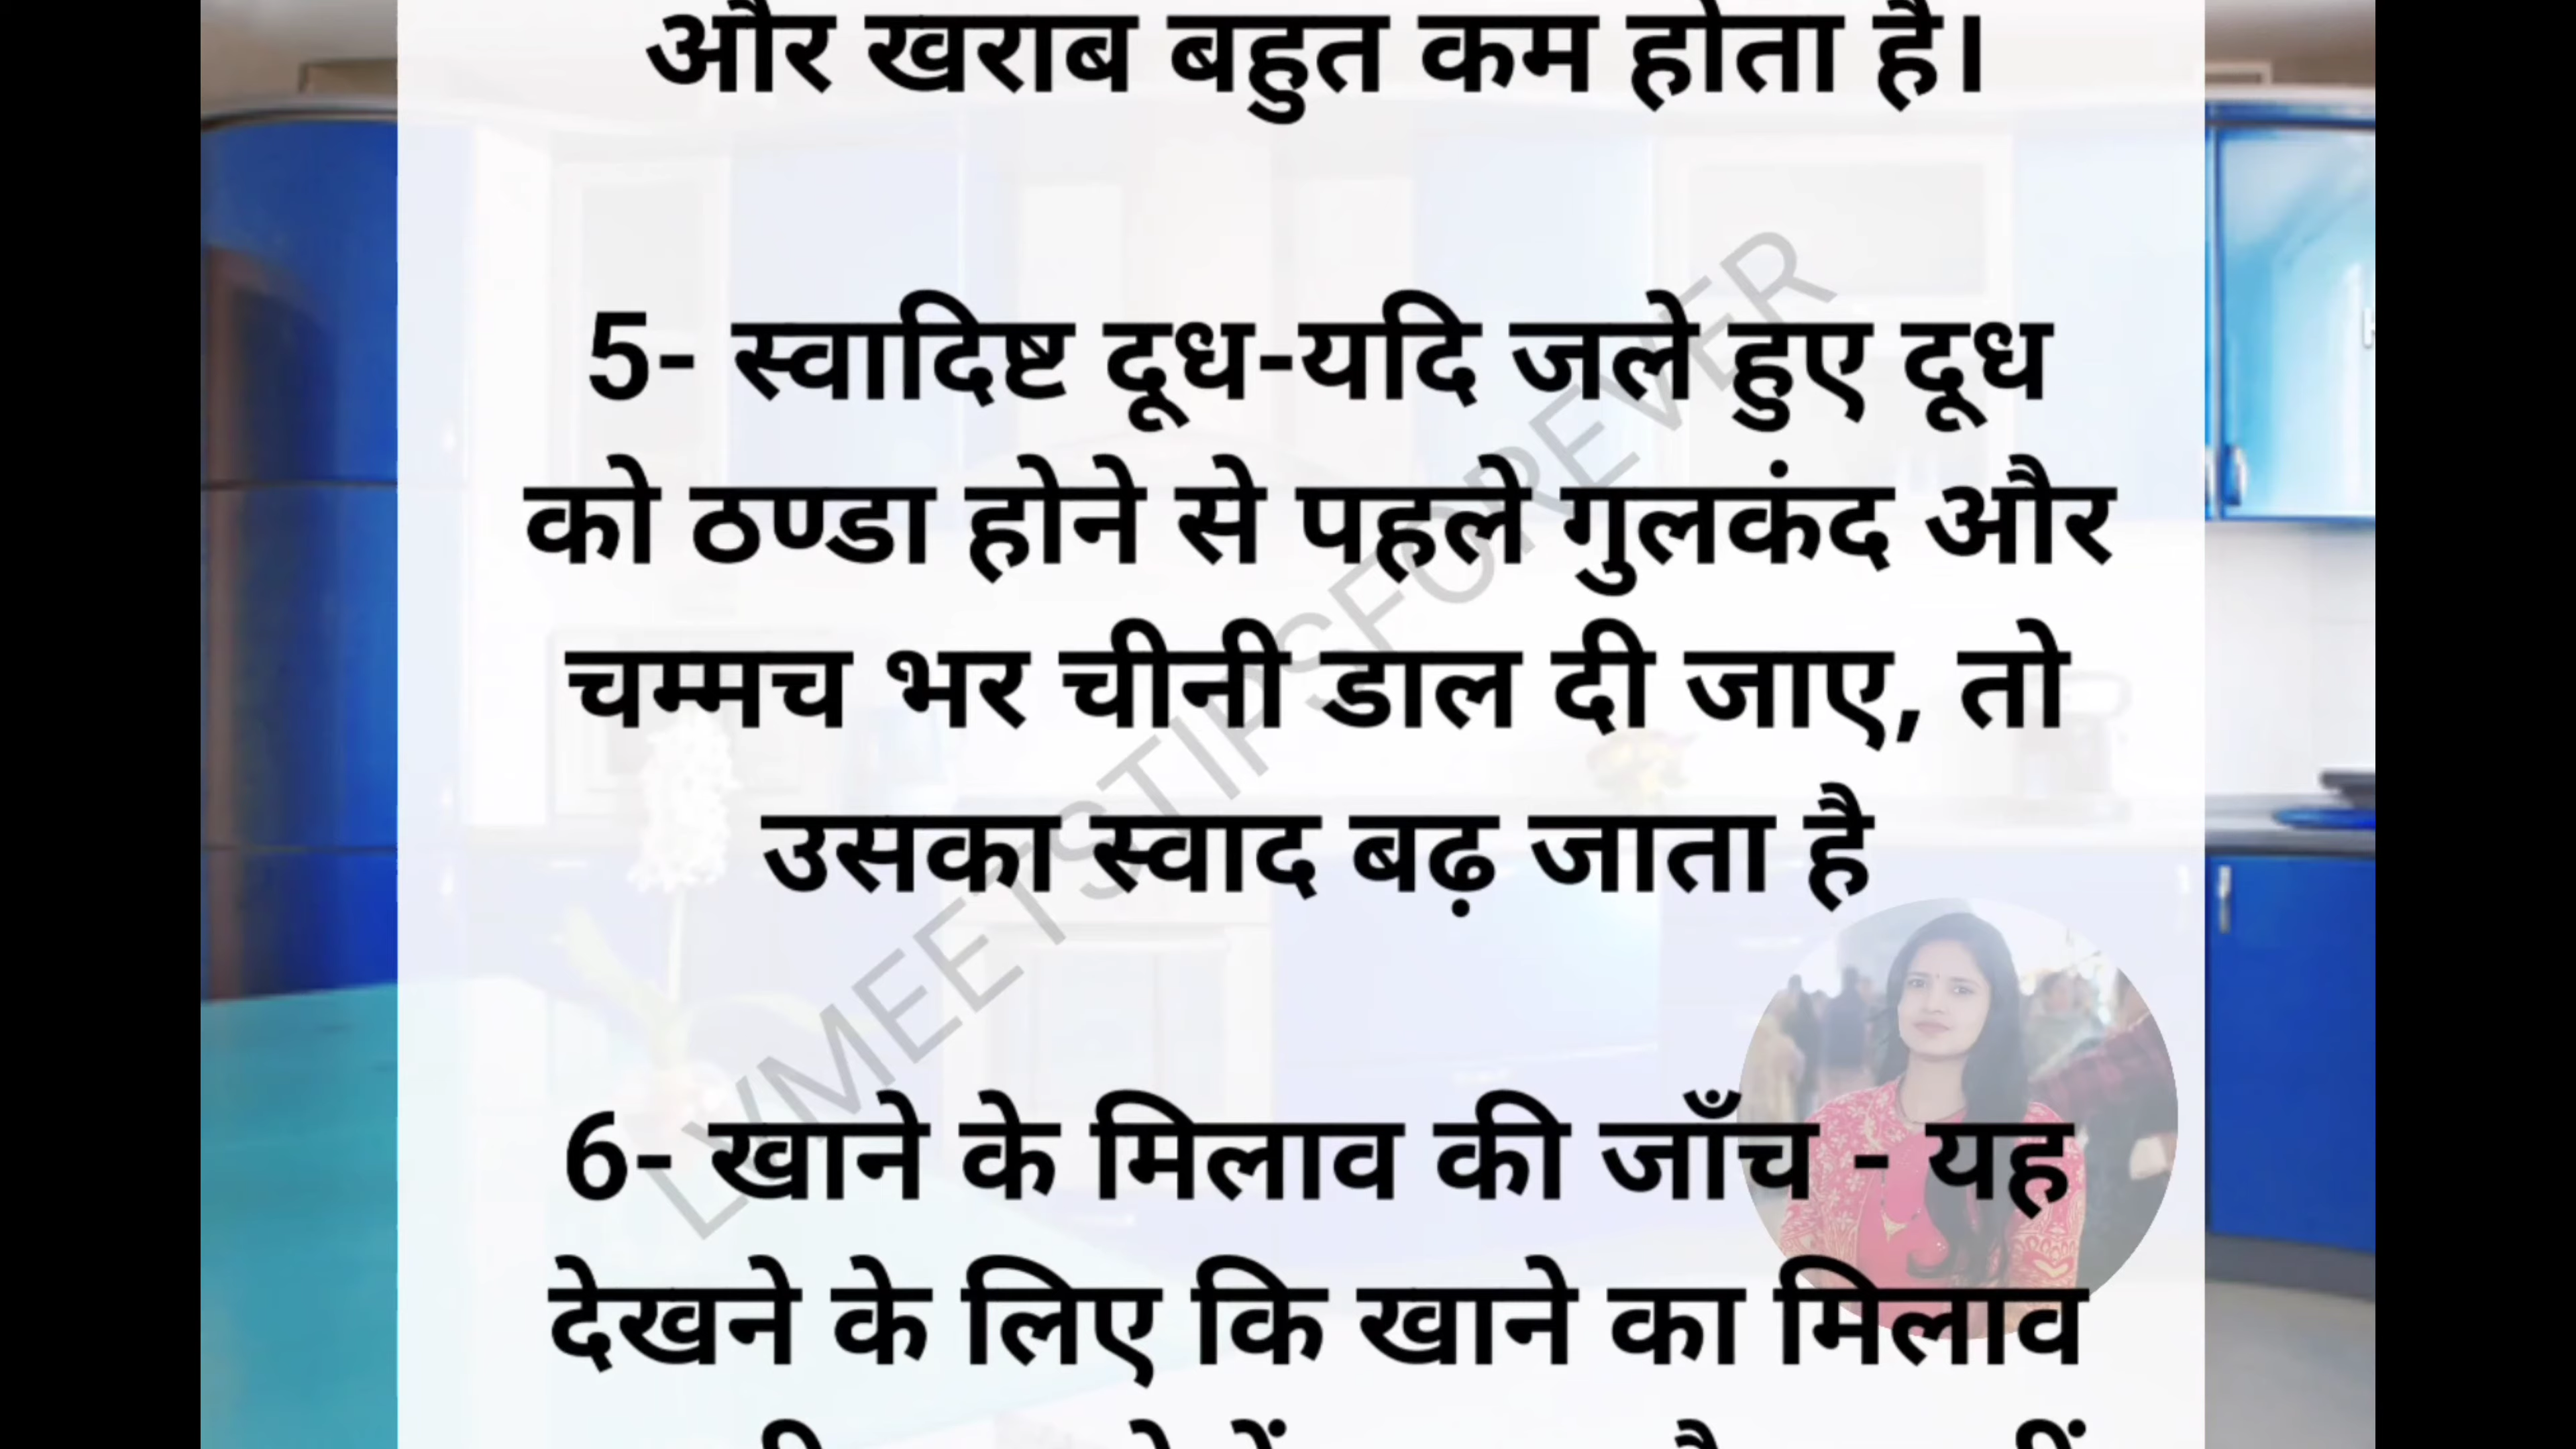 और खराब बहुत कम होता है।
5- स्वादिष्ट दूध-यदि जले हुए दूध
को ठण्डा होने से पहले गुलकंद और
चम्मच भर चीनी डाल दी जाए, तो
उसका स्वाद बढ़ जाता है
LYMEETSTIPSFOREVER
6- खाने के मिलाव की जाँच - यह
देखने के लिए कि खाने का मिलाव